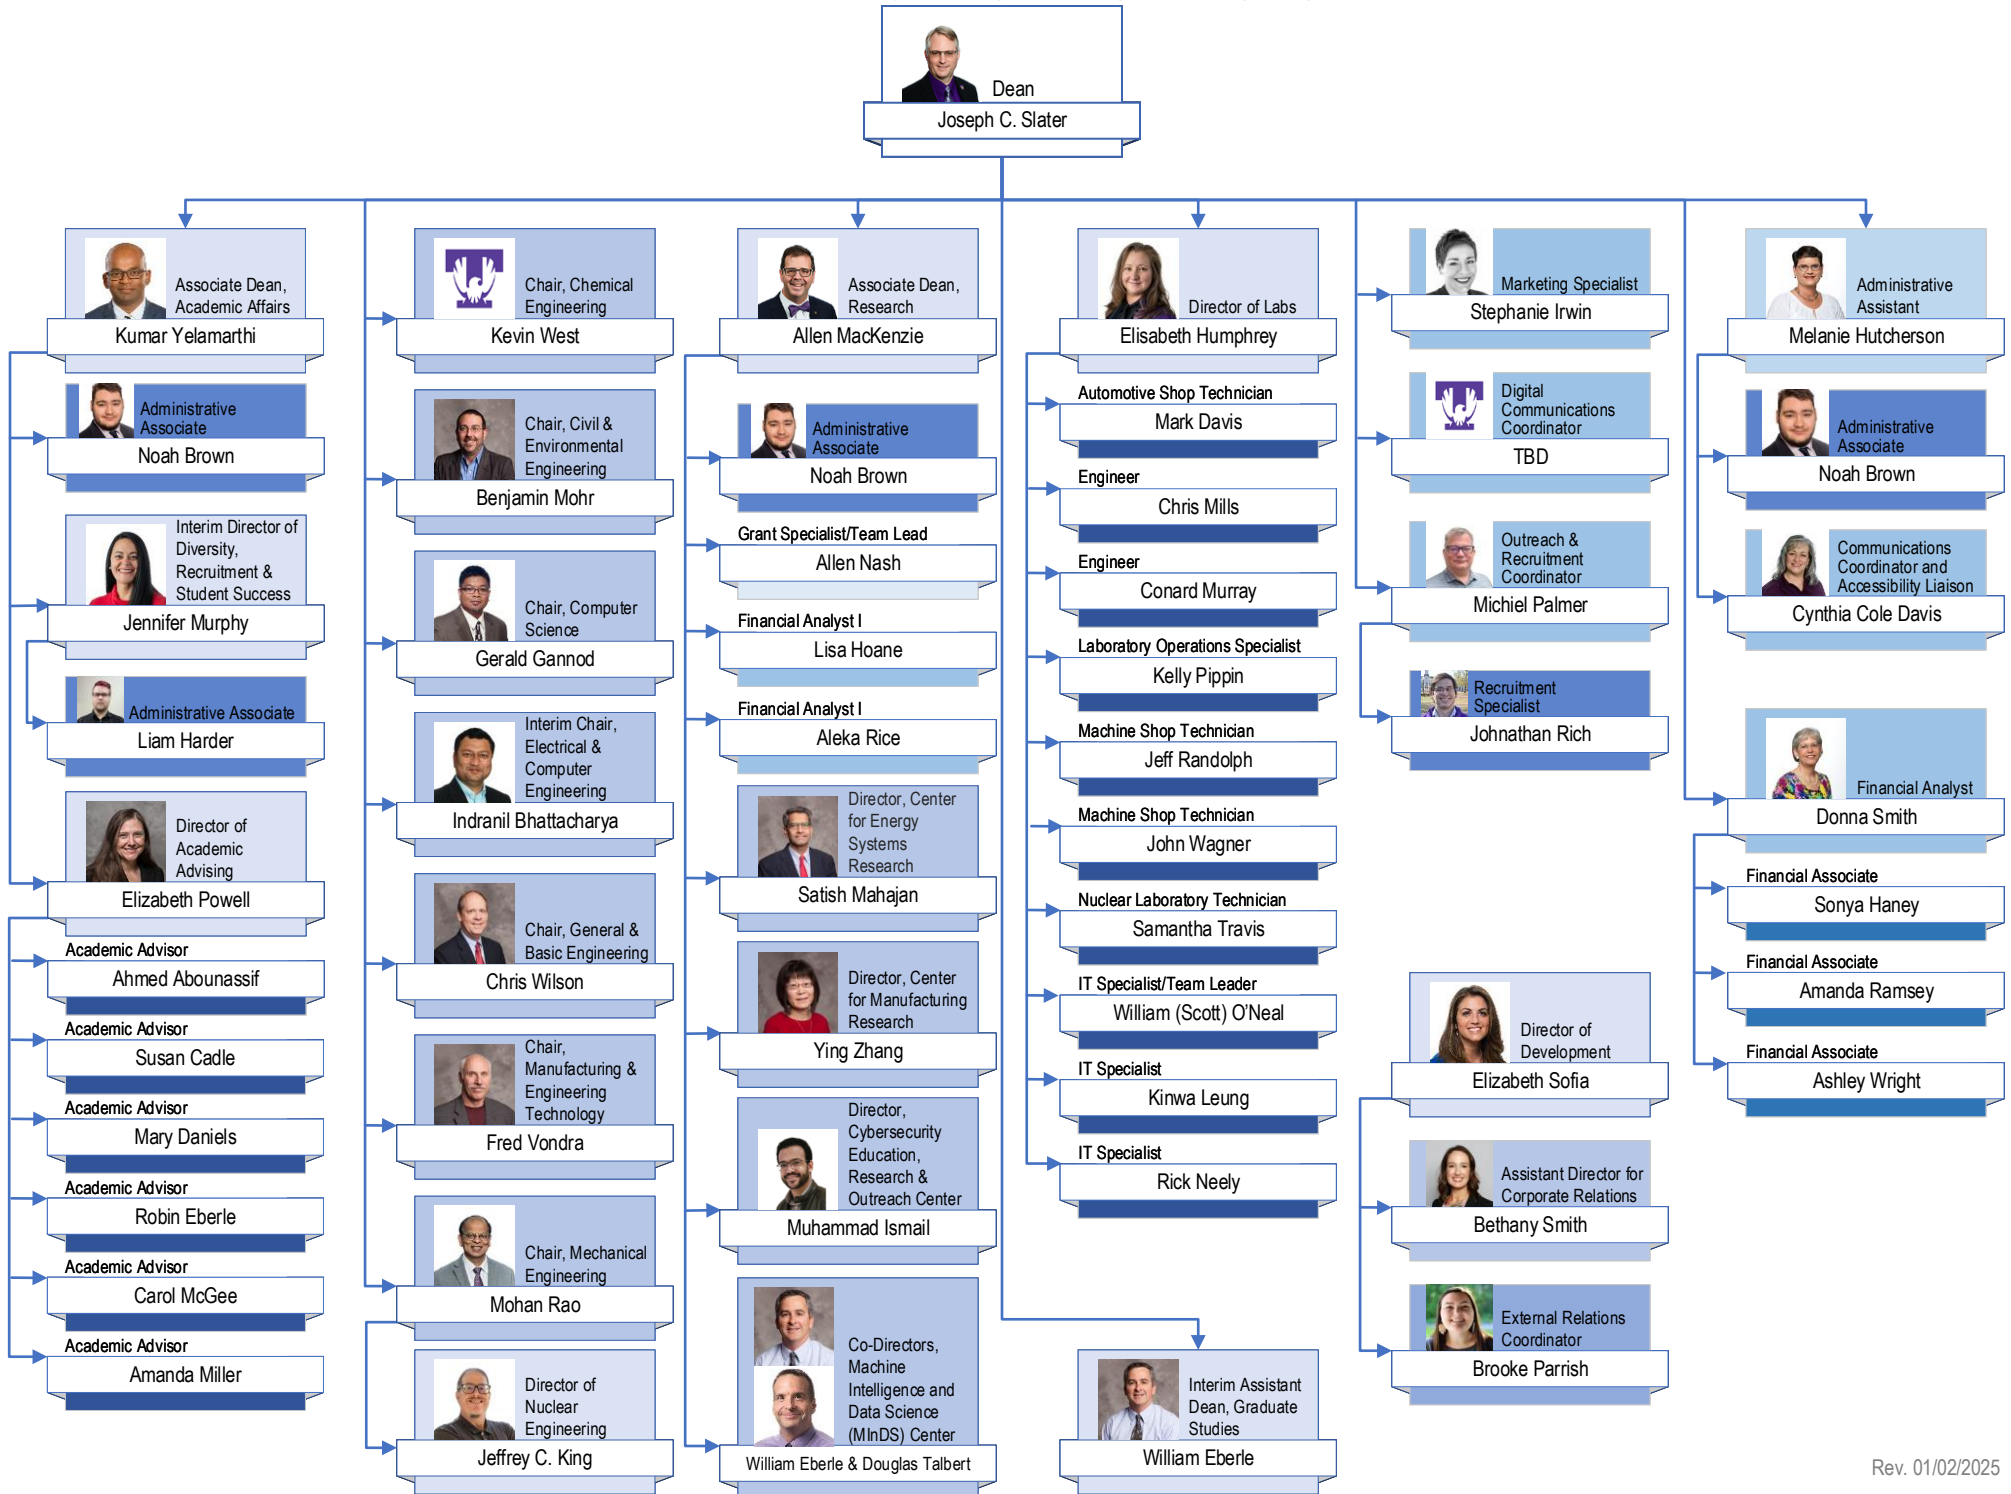 Dean
Joseph C. Slater
Associate Dean,
Academic Affairs
Kumar Yelamarthi
Administrative
Associate
Noah Brown
Interim Director of
Diversity,
Recruitment &
Student Success
Jennifer Murphy
Administrative Associate
Liam Harder
Director of
Academic
Advising
Elizabeth Powell
Academic Advisor
Ahmed Abounassif
Academic Advisor
Susan Cadle
Academic Advisor
Mary Daniels
Academic Advisor
Robin Eberle
Academic Advisor
Carol McGee
Academic Advisor
Amanda Miller
Chair, Chemical
Engineering
Kevin West
Chair, Civil &
Environmental
Engineering
Benjamin Mohr
Chair, Computer
Science
Gerald Gannod
Interim Chair,
Electrical &
Computer
Engineering
Indranil Bhattacharya
Chair, General &
Basic Engineering
Chris Wilson
Chair,
Manufacturing &
Engineering
Technology
Fred Vondra
Chair, Mechanical
Engineering
Mohan Rao
Director of
Nuclear
Engineering
Jeffrey C. King
Associate Dean,
Research
Allen MacKenzie
Administrative
Associate
Noah Brown
Grant Specialist/Team Lead
Allen Nash
Financial Analyst I
Lisa Hoane
Financial Analyst I
Aleka Rice
Director, Center
for Energy
Systems
Research
Satish Mahajan
Director, Center
for Manufacturing
Research
Ying Zhang
Director,
Cybersecurity
Education,
Research &
Outreach Center
Muhammad Ismail
Co-Directors,
Machine
Intelligence and
Data Science
(MInDS) Center
William Eberle & Douglas Talbert
Director of Labs
Elisabeth Humphrey
Automotive Shop Technician
Mark Davis
Engineer
Chris Mills
Engineer
Conard Murray
Laboratory Operations Specialist
Kelly Pippin
Machine Shop Technician
Jeff Randolph
Machine Shop Technician
John Wagner
Nuclear Laboratory Technician
Samantha Travis
IT Specialist/Team Leader
William (Scott) O'Neal
IT Specialist
Kinwa Leung
IT Specialist
Rick Neely
Interim Assistant
Dean, Graduate
Studies
William Eberle
Marketing Specialist
Stephanie Irwin
Digital
Communications
Coordinator
TBD
Outreach &
Recruitment
Coordinator
Michiel Palmer
Recruitment
Specialist
Johnathan Rich
Director of
Development
Elizabeth Sofia
Assistant Director for
Corporate Relations
Bethany Smith
External Relations
Coordinator
Brooke Parrish
Administrative
Assistant
Melanie Hutcherson
Administrative
Associate
Noah Brown
Communications
Coordinator and
Accessibility Liaison
Cynthia Cole Davis
Financial Analyst
Donna Smith
Financial Associate
Sonya Haney
Financial Associate
Amanda Ramsey
Financial Associate
Ashley Wright
Rev. 01/02/2025